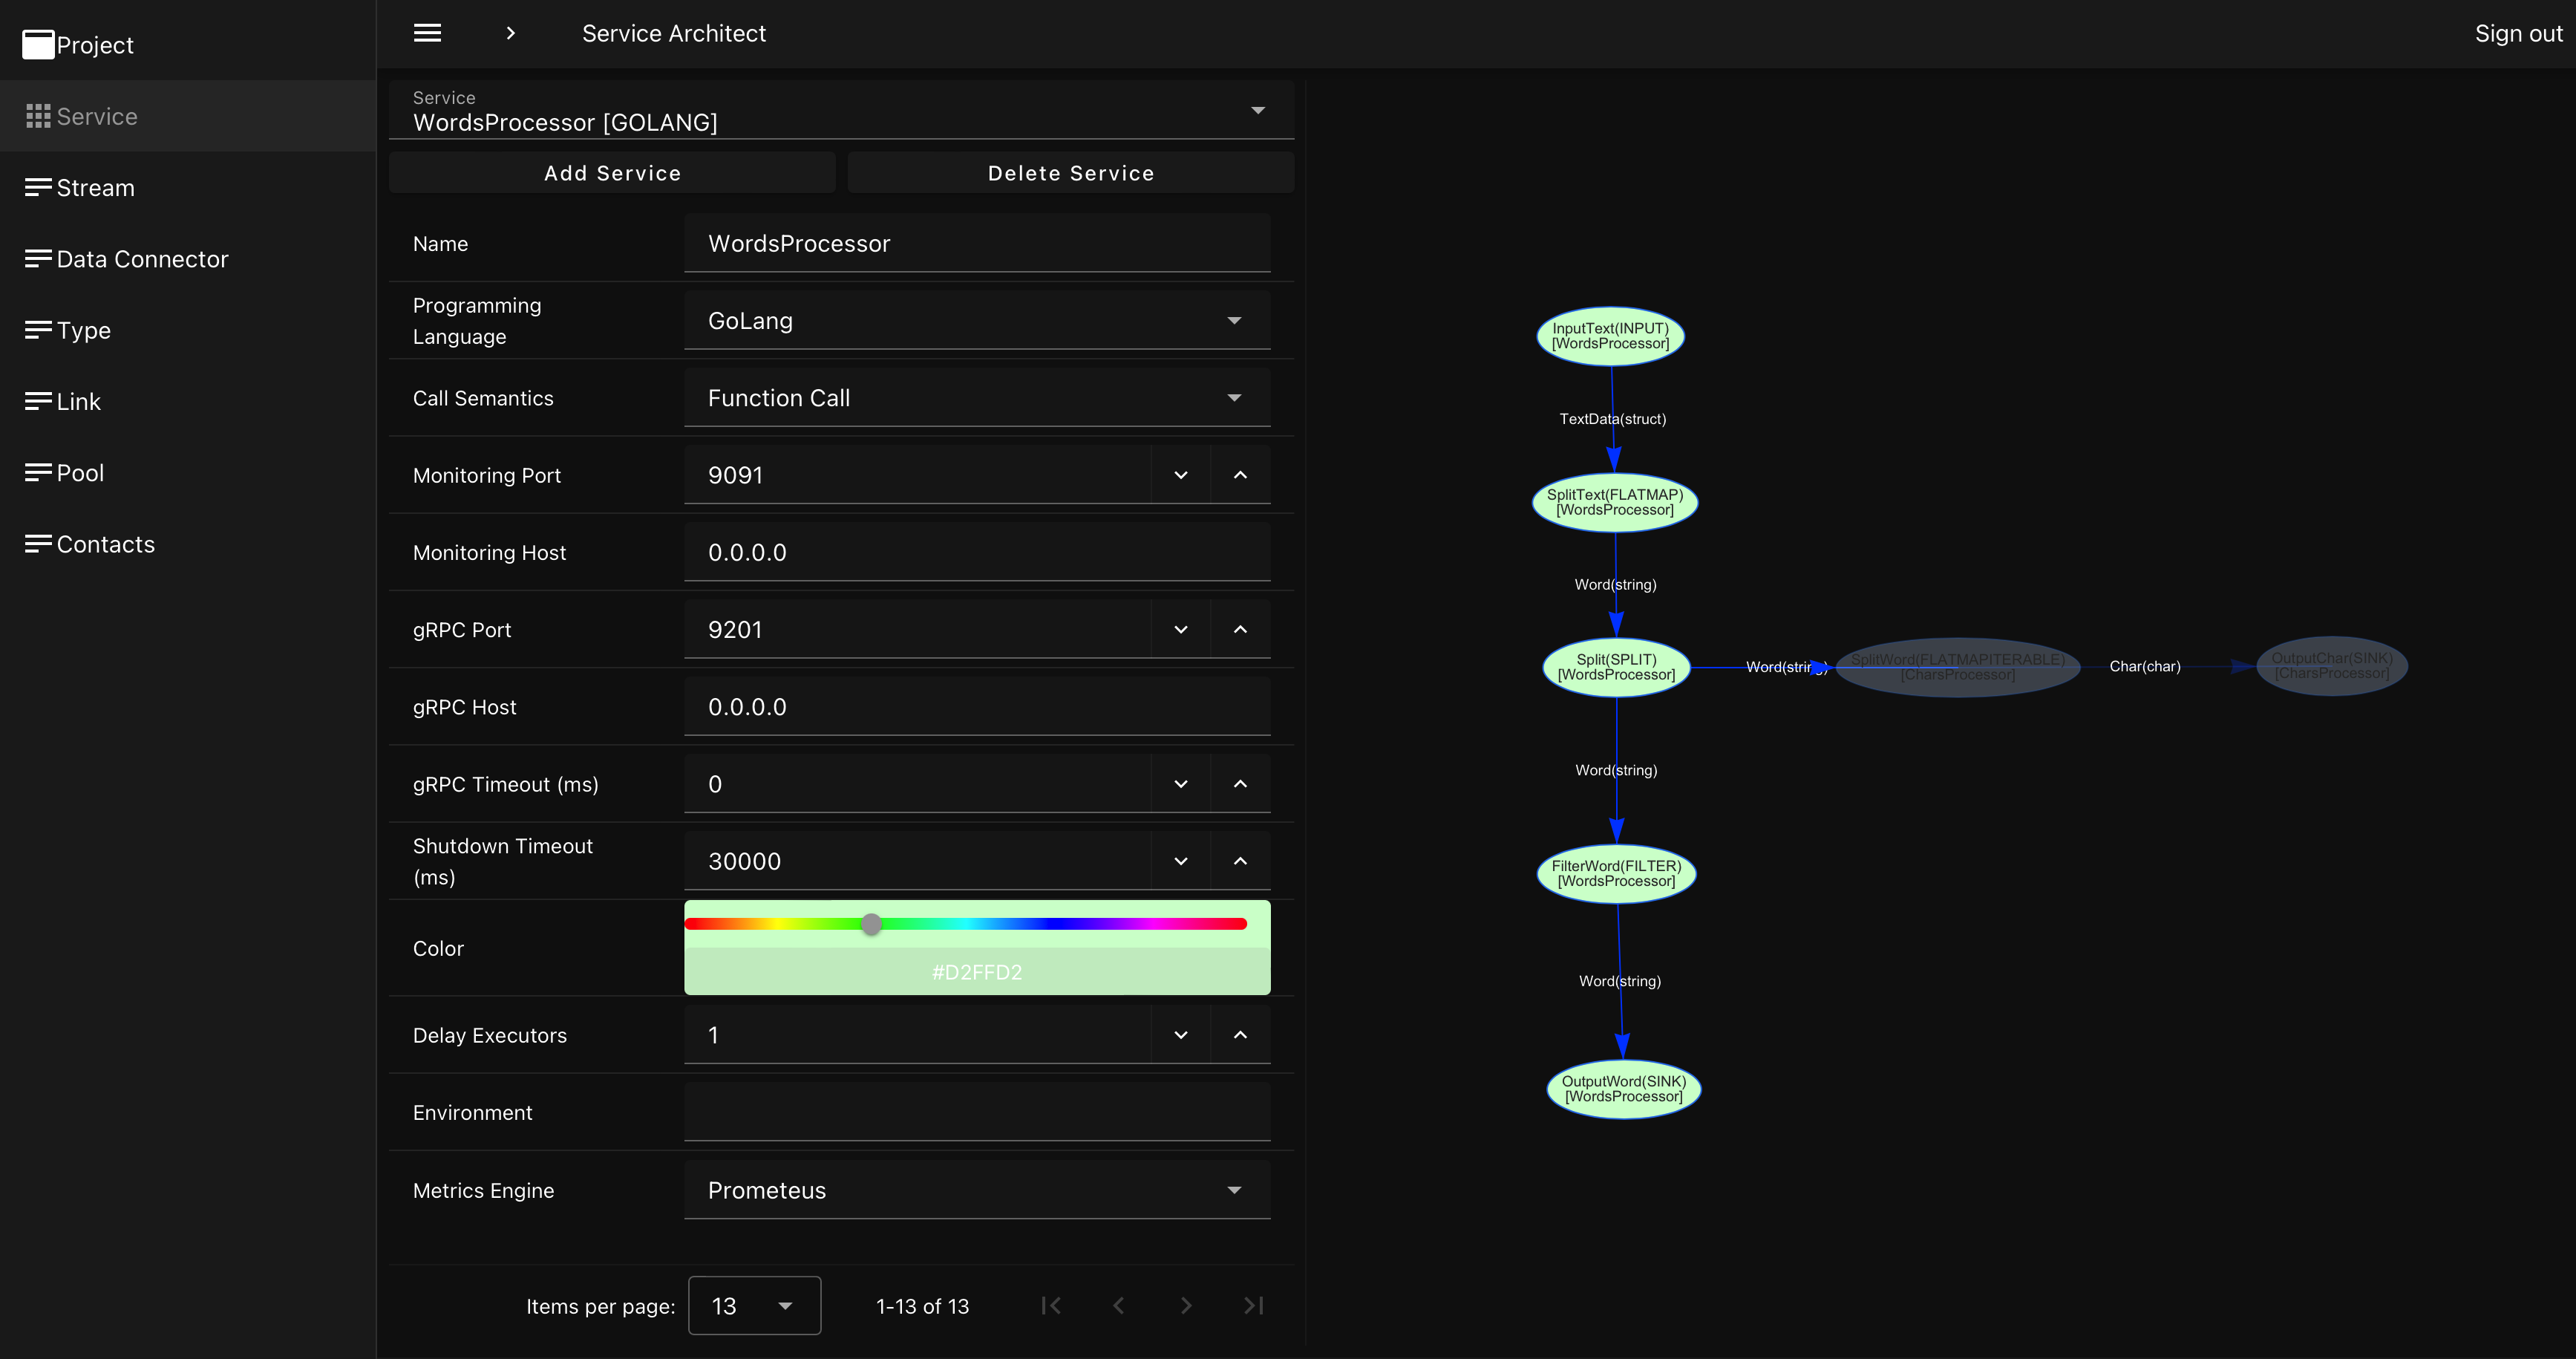 Project
Service
Stream
Data Connector
Type
Link
Pool
Contacts
Service Architect
Sign out
Service
WordsProcessor [GOLANG]
Add Service
Delete Service
Name
WordsProcessor
Programming
Language
GoLang
Call Semantics
Function Call
Monitoring Port
9091
Monitoring Host
0.0.0.0
gRPC Port
9201
gRPC Host
0.0.0.0
gRPC Timeout (ms)
0
Shutdown Timeout
(ms)
30000
Color
#D2FFD2
Delay Executors
1
Environment
Metrics Engine
Prometeus
Items per page:
13
1-13 of 13
InputText(INPUT)
[WordsProcessor]
TextData(struct)
SplitText(FLATMAP)
[WordsProcessor]
Word(string)
Split(SPLIT)
[WordsProcessor]
Word(string)
SplitWord(FLATMAPITERABLE)
[CharsProcessor]
Char(char)
OutputChar(SINK)
[CharsProcessor]
Word(string)
FilterWord(FILTER)
[WordsProcessor]
Word(string)
OutputWord(SINK)
[WordsProcessor]